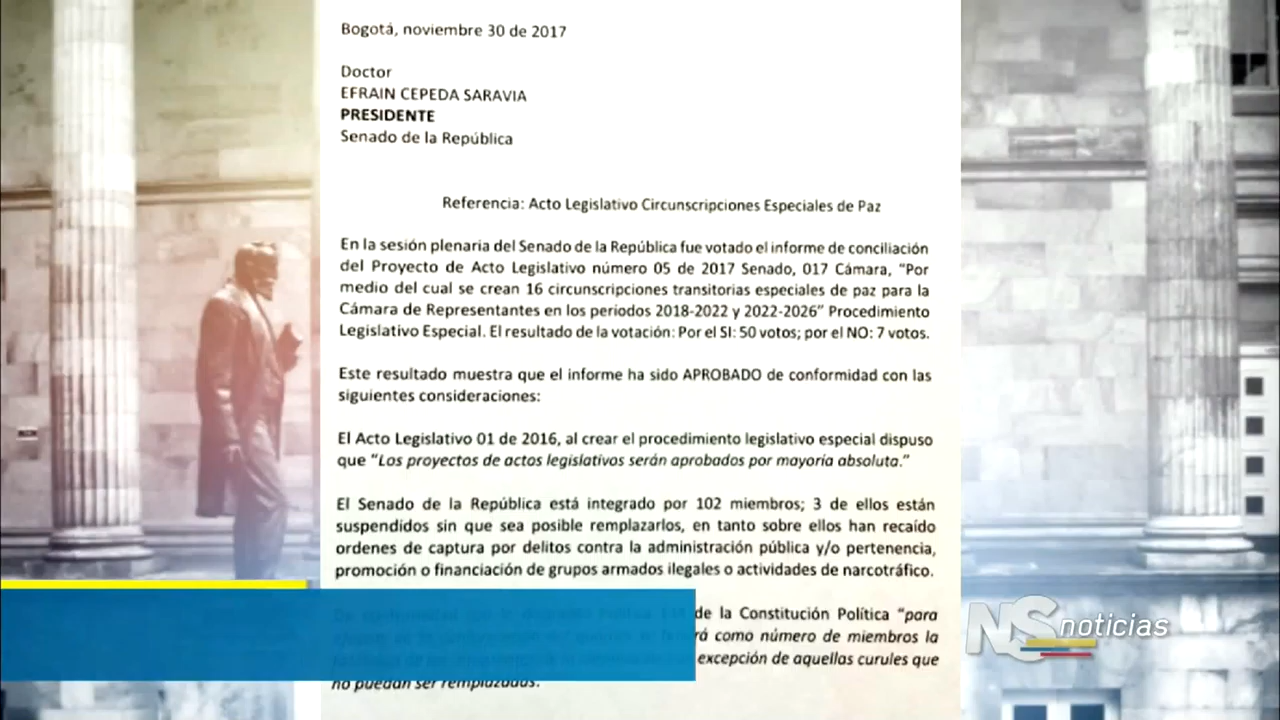 Bogotá, noviembre 30 de 2017
Doctor
EFRAIN CEPEDA SARAVIA
PRESIDENTE
Senado de la República
Referencia: Acto Legislativo Circunscripciones Especiales de Paz
En la sesión plenaria del Senado de la República fue votado el informe de conciliación
del Proyecto de Acto Legislativo número 05 de 2017 Senado, 017 Cámara, “Por
medio del cual se crean 16 circunscripciones transitorias especiales de paz para la
Cámara de Representantes en los periodos 2018-2022 y 2022-2026” Procedimiento
Legislativo Especial. El resultado de la votación: Por el SI: 50 votos; por el NO: 7 votos.
Este resultado muestra que el informe ha sido APROBADO de conformidad con las
siguientes consideraciones:
El Acto Legislativo 01 de 2016, al crear el procedimiento legislativo especial dispuso
que “Los proyectos de actos legislativos serán aprobados por mayoría absoluta.”
El Senado de la República está integrado por 102 miembros; 3 de ellos están
suspendidos sin que sea posible remplazarlos, en tanto sobre ellos han recaído
ordenes de captura por delitos contra la administración pública y/o pertenencia,
promoción o financiación de grupos armados ilegales o actividades de narcotráfico.
de la Constitución Política “para
como número de miembros la
excepción de aquellas curules que
no puedan ser remplazadas.
NS noticias